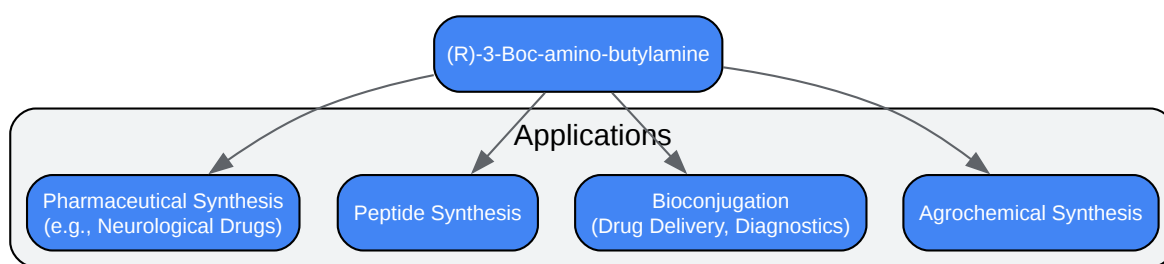 (R)-3-Boc-amino-butylamine
Applications
Pharmaceutical Synthesis
(e.g., Neurological Drugs)
Peptide Synthesis
Bioconjugation
(Drug Delivery, Diagnostics)
Agrochemical Synthesis